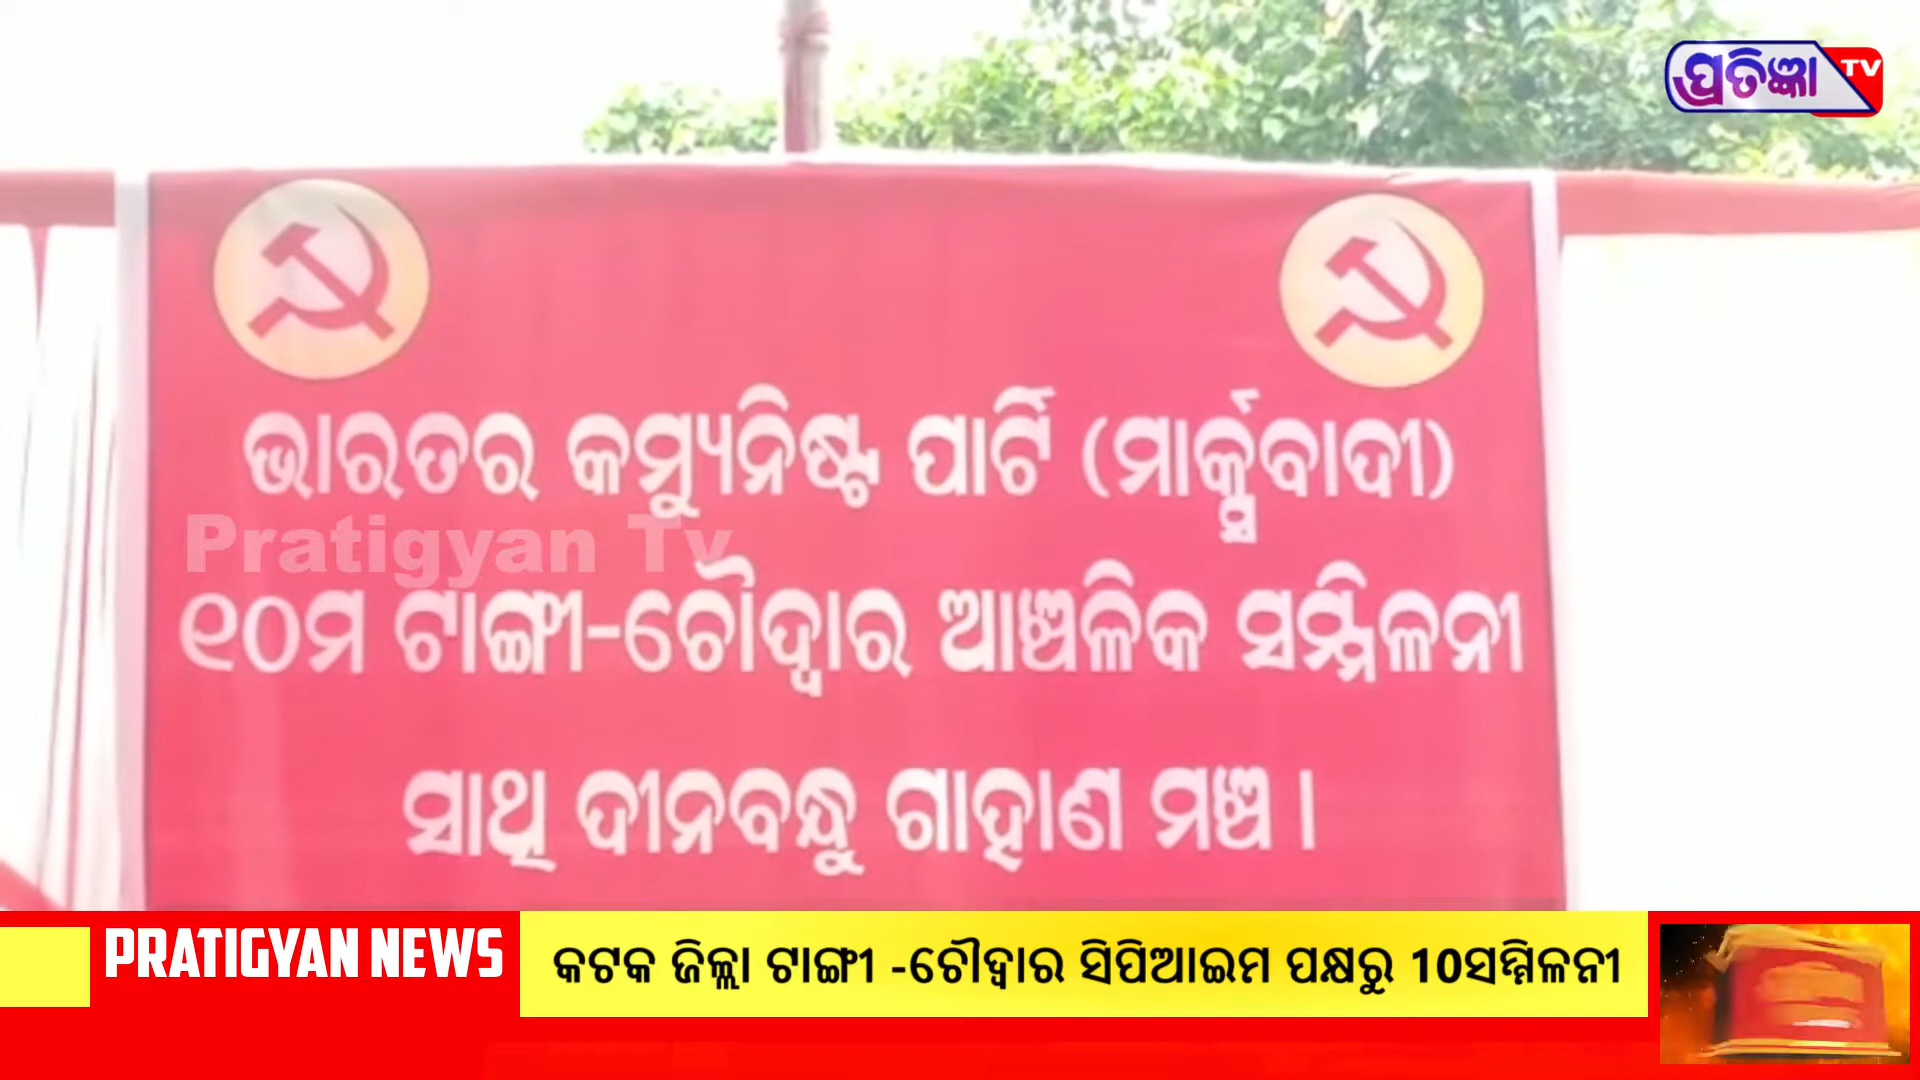 ପ୍ରତିଜ୍ଞା TV
ଭାରତର କମ୍ୟୁନିଷ୍ଟ ପାର୍ଟି (ମାର୍କ୍ସବାଦୀ)
Pratigyan Tv
୧୦ମ ଟାଙ୍ଗୀ-ଚୌଦ୍ୱାର ଆଞ୍ଚଳିକ ସମ୍ମିଳନୀ
ସାଥି ଦୀନବନ୍ଧୁ ଗାହାଣ ମଞ୍ଚ ।
PRATIGYAN NEWS
କଟକ ଜିଲ୍ଲା ଟାଙ୍ଗୀ -ଚୌଦ୍ୱାର ସିପିଆଇମ ପକ୍ଷରୁ 10ସମ୍ମିଳନୀ